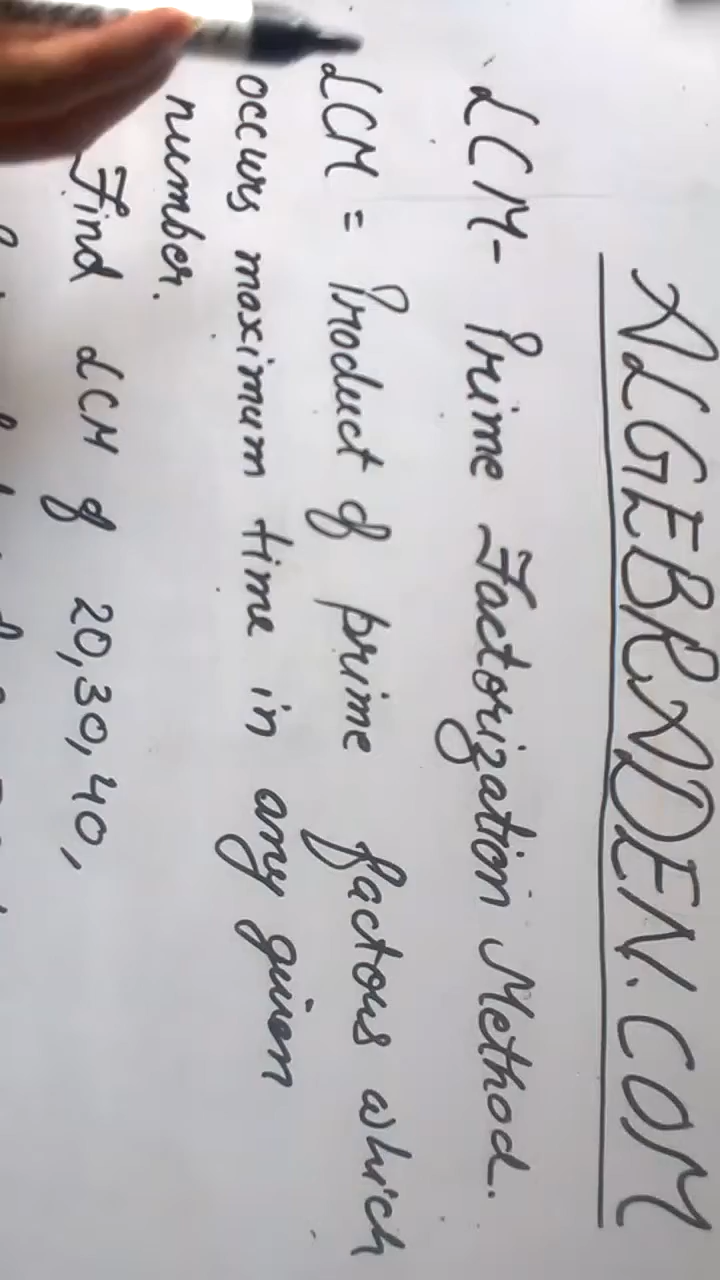 ALGEBRADEN.COM
LCM- Prime Factorization Method.
LCM = Product of prime factors which
occurs maximum time in any given
number.
Find LCM of 20,30,40,